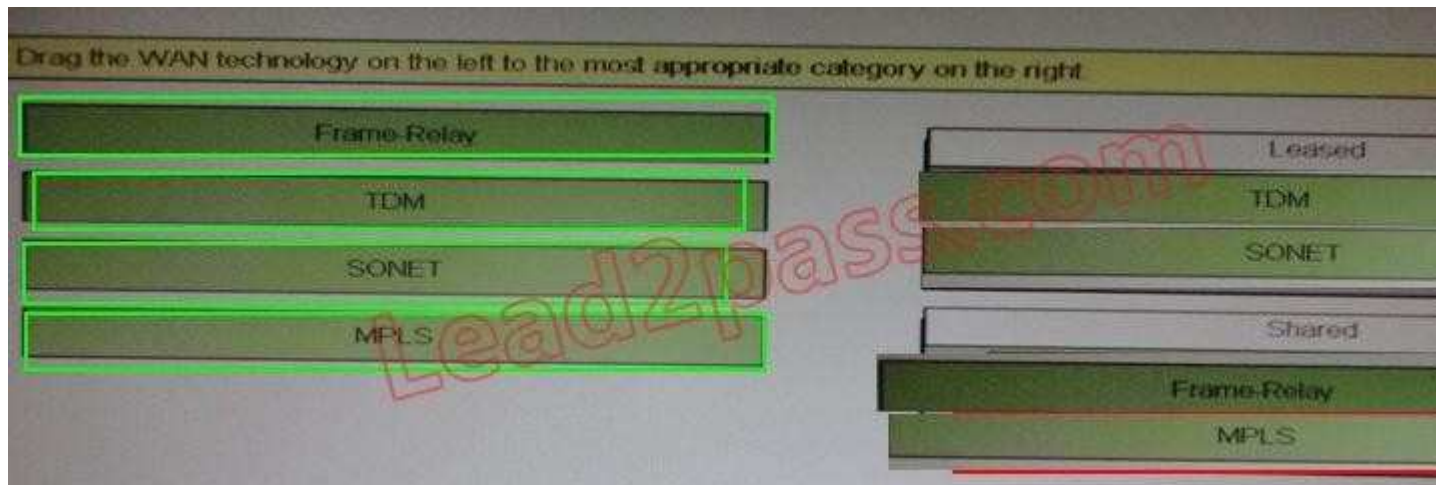 Drag the WAN technology on the left to the most appropriate category on the right
Frame-Relay
TDM
SONET
MPLS
Leased
TDM
SONET
Shared
Frame-Relay
MPLS
Lead2pass.com